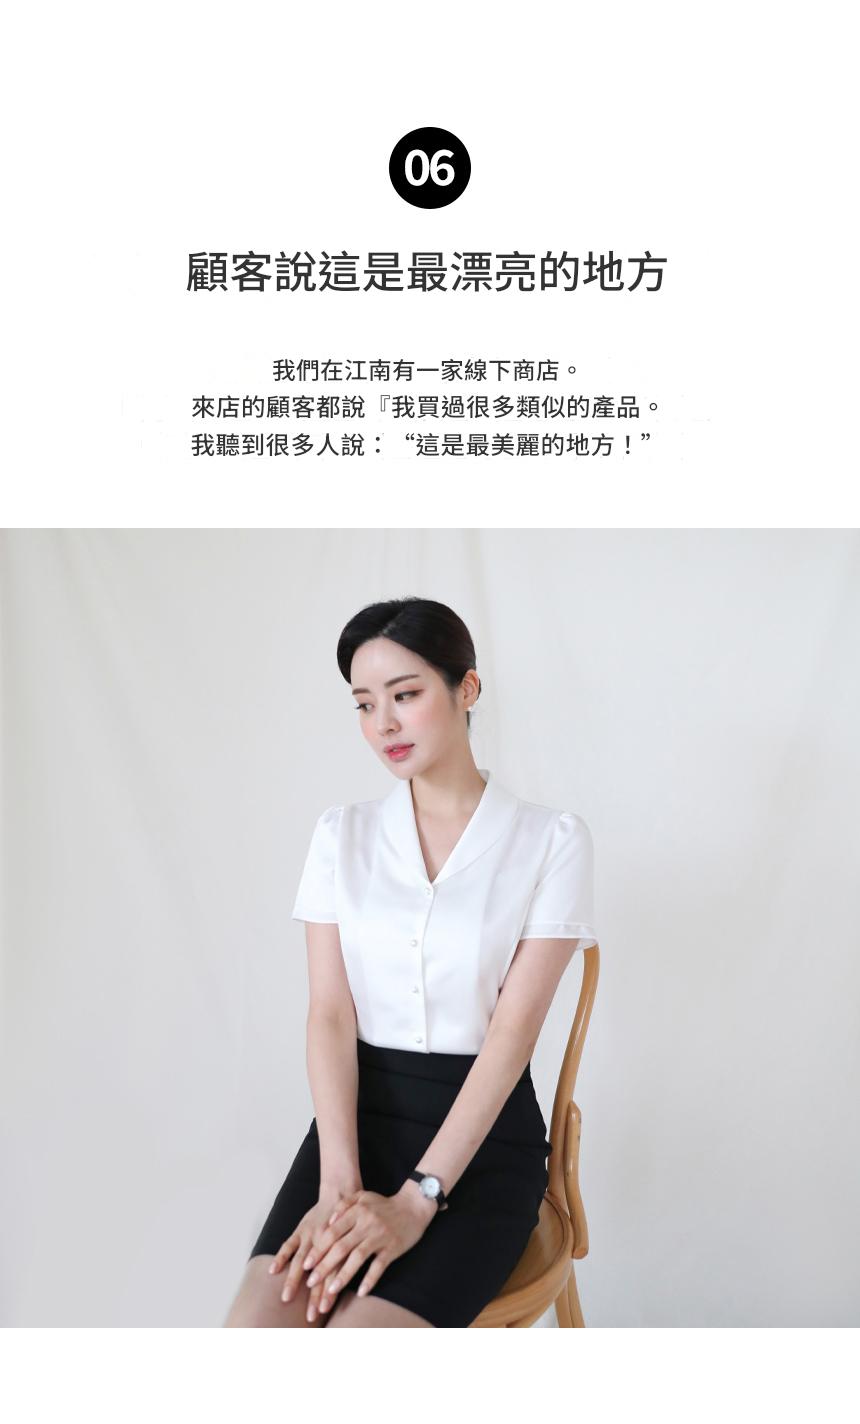 06
顧客說這是最漂亮的地方
我們在江南有一家線下商店。
來店的顧客都說『我買過很多類似的產品。
我聽到很多人說：“這是最美麗的地方！”